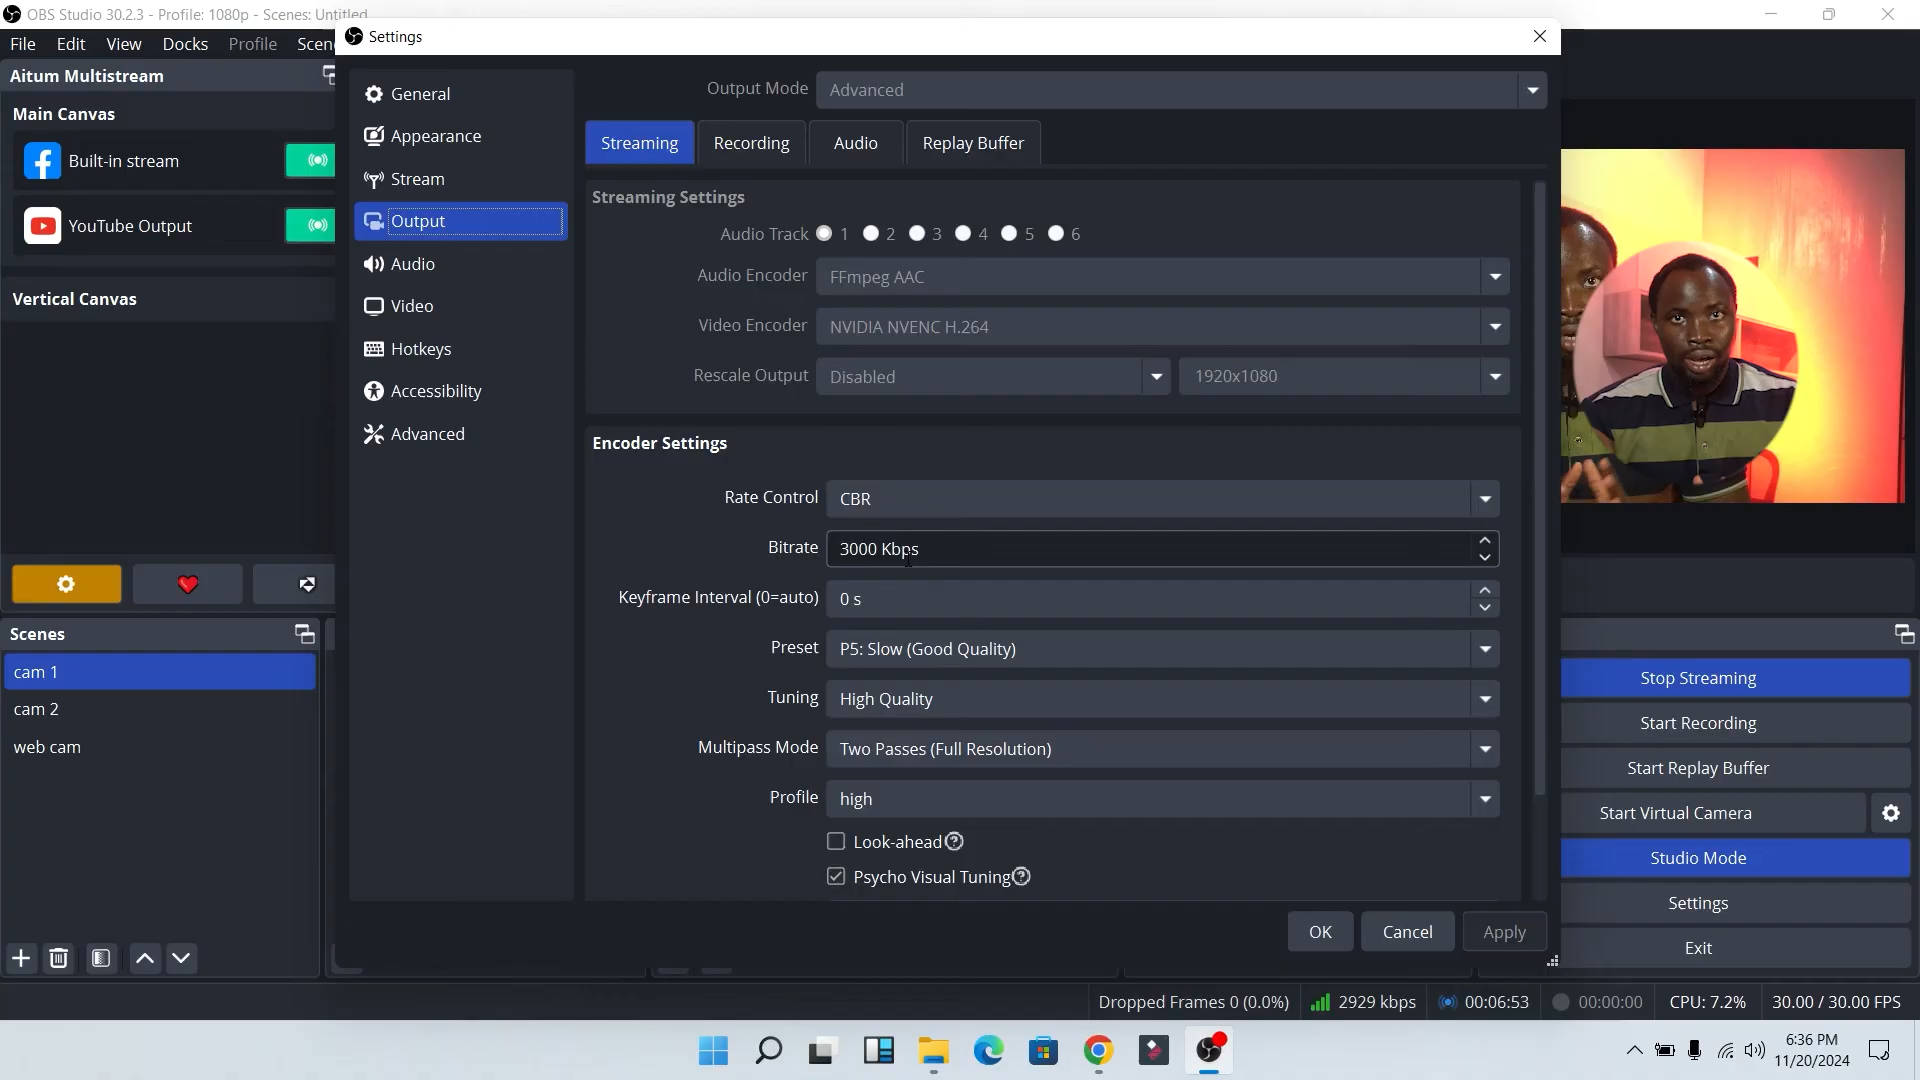 OBS Studio 30.2.3 - Profile: 1080p - Scenes: Untitled
File Edit View Docks Profile Scen
Aitum Multistream
Main Canvas
Built-in stream
YouTube Output
Vertical Canvas
Scenes
cam 1
cam 2
web cam
Settings
General
Appearance
Stream
Output
Audio
Video
Hotkeys
Accessibility
Advanced
Output Mode Advanced
Streaming Recording Audio Replay Buffer
Streaming Settings
Audio Track 1 2 3 4 5 6
Audio Encoder FFmpeg AAC
Video Encoder NVIDIA NVENC H.264
Rescale Output Disabled 1920x1080
Encoder Settings
Rate Control CBR
Bitrate 3000 Kbps
Keyframe Interval (0=auto) 0 s
Preset P5: Slow (Good Quality)
Tuning High Quality
Multipass Mode Two Passes (Full Resolution)
Profile high
Look-ahead
Psycho Visual Tuning
OK Cancel Apply
Stop Streaming
Start Recording
Start Replay Buffer
Start Virtual Camera
Studio Mode
Settings
Exit
Dropped Frames 0 (0.0%) 2929 kbps 00:06:53 00:00:00 CPU: 7.2% 30.00 / 30.00 FPS
6:36 PM
11/20/2024